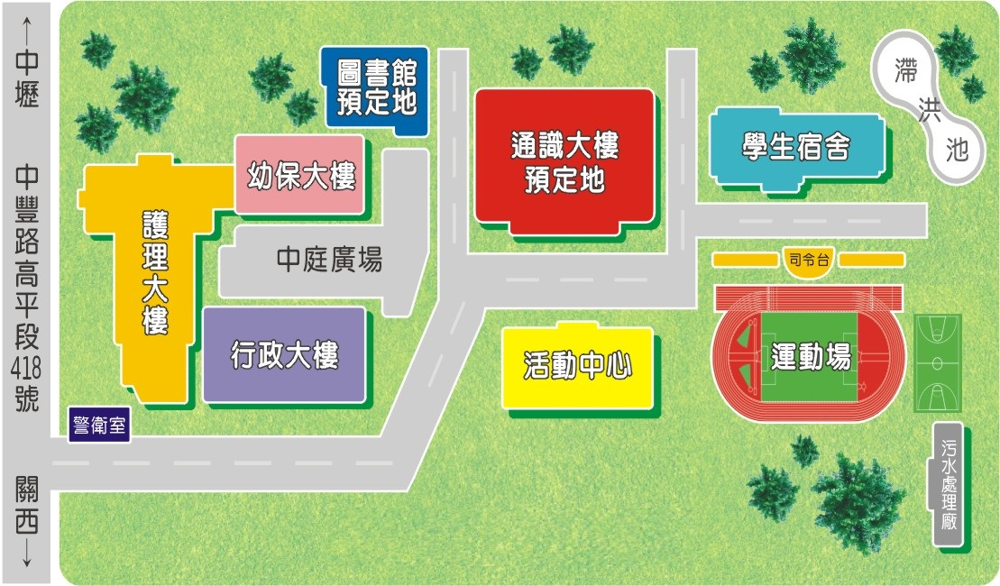 中壢
中豐路高平段418號
關西
圖書館
預定地
幼保大樓
護理大樓
中庭廣場
行政大樓
警衛室
通識大樓
預定地
活動中心
學生宿舍
滯洪池
司令台
運動場
污水處理廠